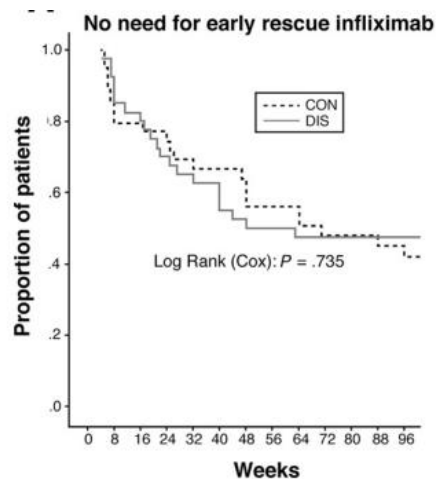 No need for early rescue infliximab
1.0
.8
.6
.4
.2
.0
Proportion of patients
CON
DIS
Log Rank (Cox): P = .735
0 8 16 24 32 40 48 56 64 72 80 88 96
Weeks